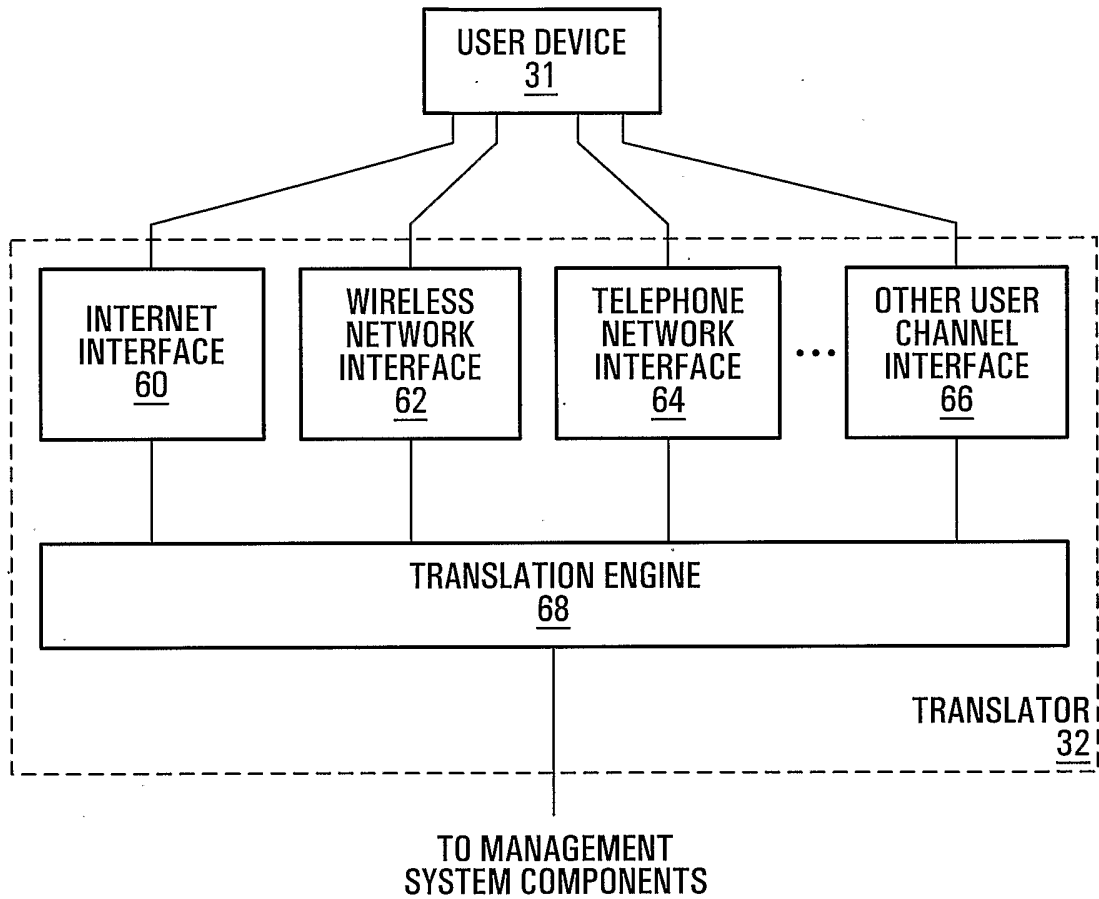 USER DEVICE
31
INTERNET
INTERFACE
60
WIRELESS
NETWORK
INTERFACE
62
TELEPHONE
NETWORK
INTERFACE
64
•••
OTHER USER
CHANNEL
INTERFACE
66
TRANSLATION ENGINE
68
TRANSLATOR
32
TO MANAGEMENT
SYSTEM COMPONENTS